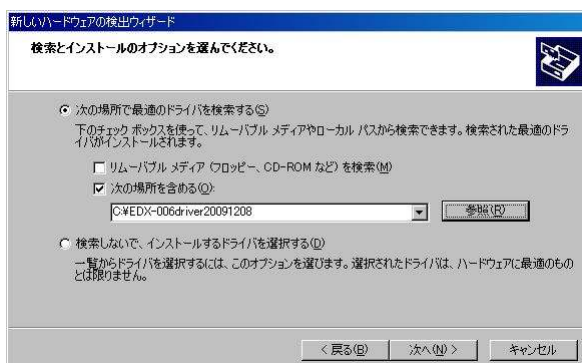 新しいハードウェアの検出ウィザード
検索とインストールのオプションを選んでください。
次の場所で最適のドライバを検索する(S)
下のチェック ボックスを使って、リムーバブル メディアやローカル パスから検索できます。検索された最適のドラ
イバがインストールされます。
リムーバブル メディア (フロッピー、CD-ROM など) を検索(M)
次の場所を含める(O):
C:¥EDX-006driver20091208
参照(R)
検索しないで、インストールするドライバを選択する(D)
一覧からドライバを選択するには、このオプションを選びます。選択されたドライバは、ハードウェアに最適のもの
とは限りません。
< 戻る(B)
次へ(N) >
キャンセル